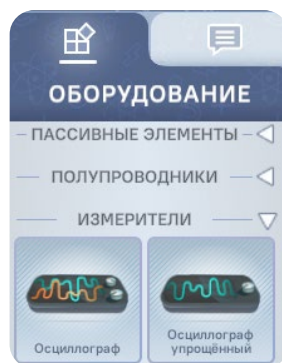 ОБОРУДОВАНИЕ
ПАССИВНЫЕ ЭЛЕМЕНТЫ
ПОЛУПРОВОДНИКИ
ИЗМЕРИТЕЛИ
Осциллограф
Осциллограф
упрощённый